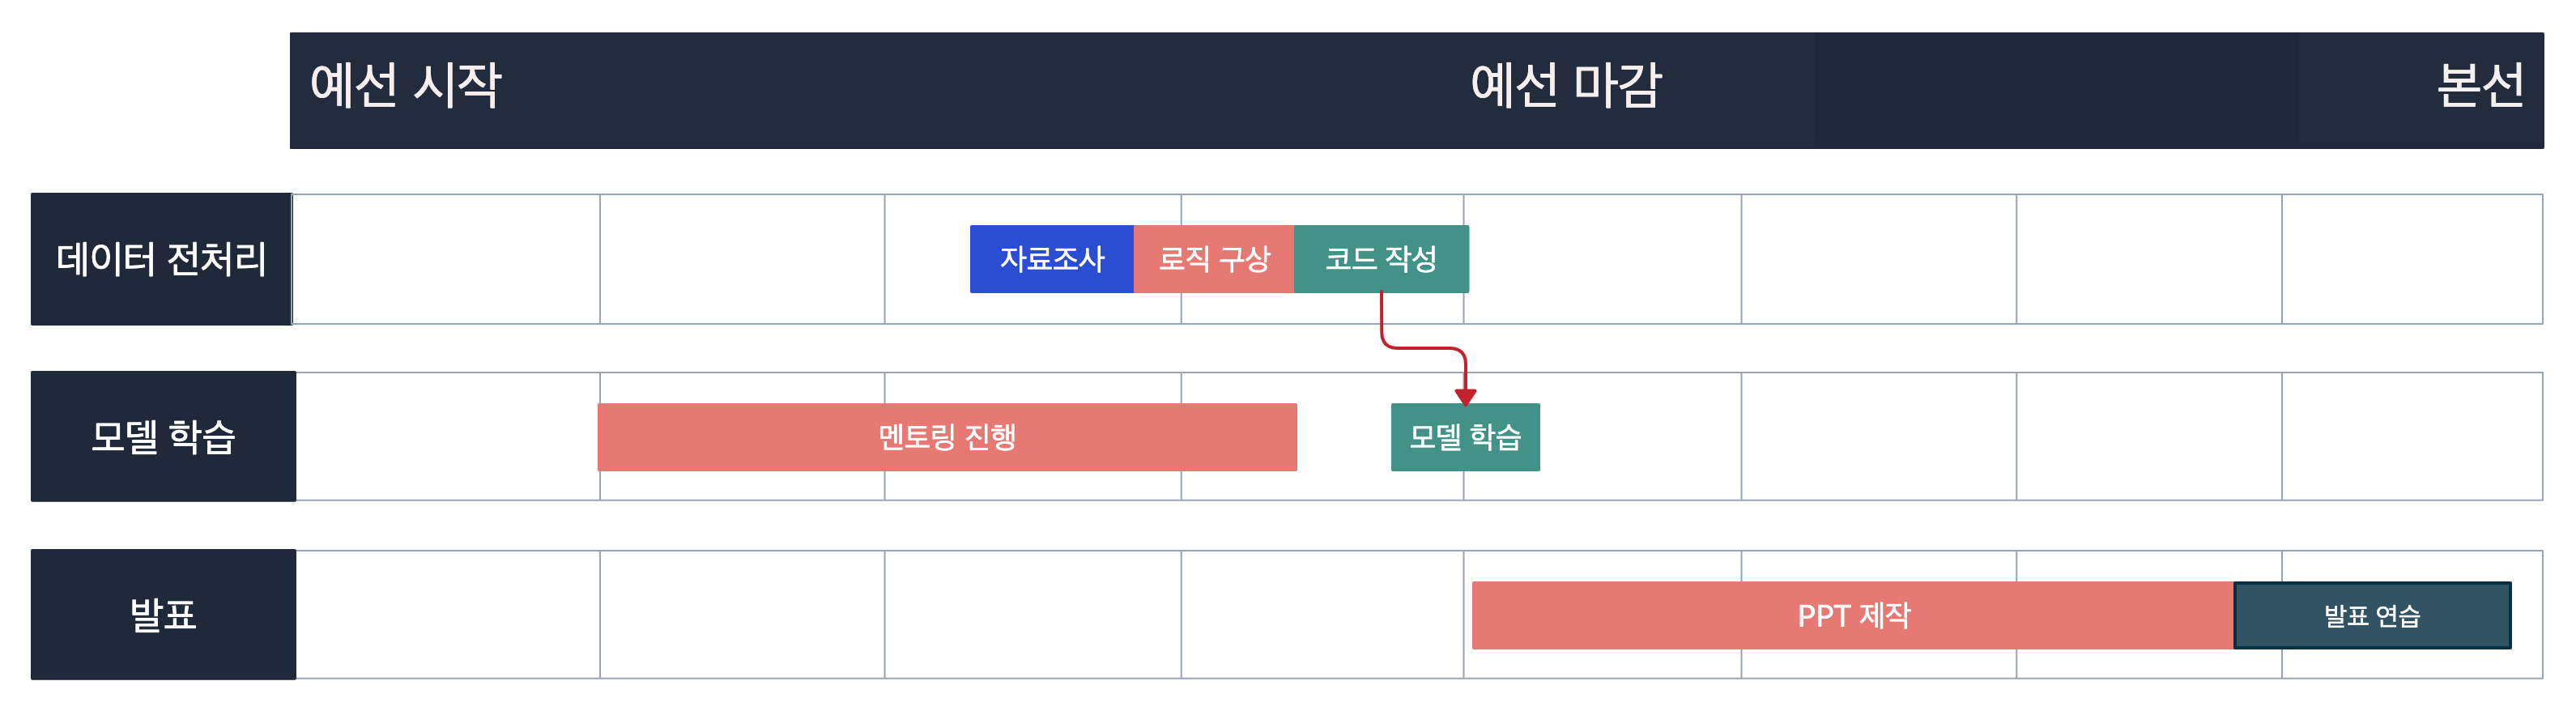 예선 시작 예선 마감 본선
데이터 전처리 자료조사 로직 구상 코드 작성
모델 학습 멘토링 진행 모델 학습
발표 PPT 제작 발표 연습